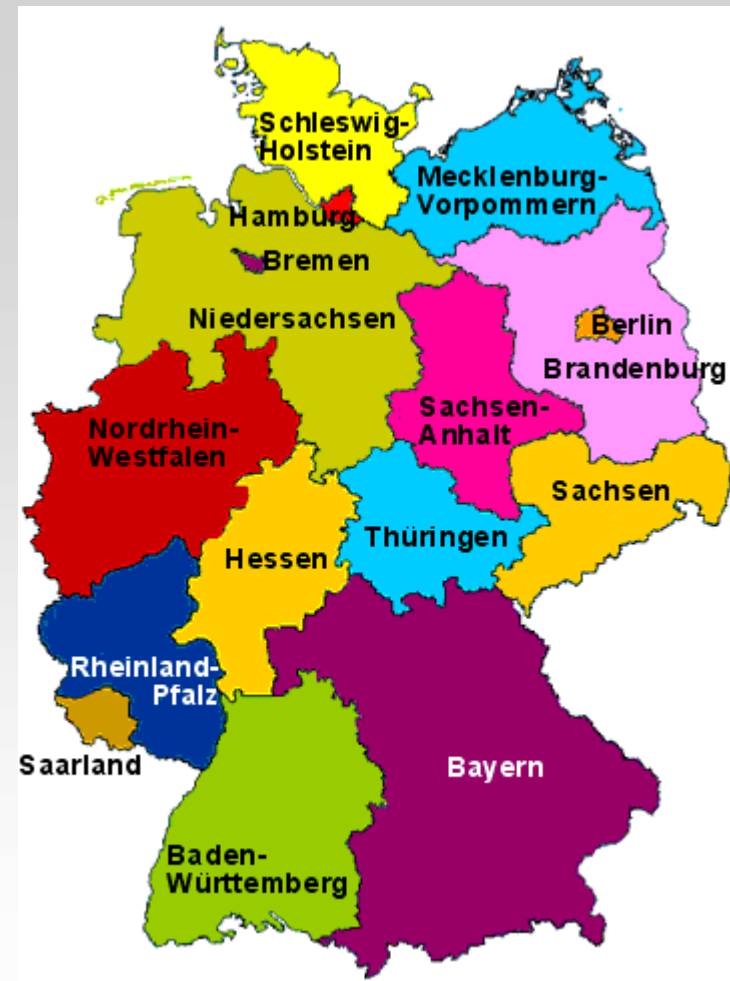 Schleswig-
Holstein
Mecklenburg-
Vorpommern
Hamburg
Bremen
Niedersachsen
Berlin
Brandenburg
Sachsen-
Anhalt
Nordrhein-
Westfalen
Sachsen
Thüringen
Hessen
Rheinland-
Pfalz
Saarland
Bayern
Baden-
Württemberg